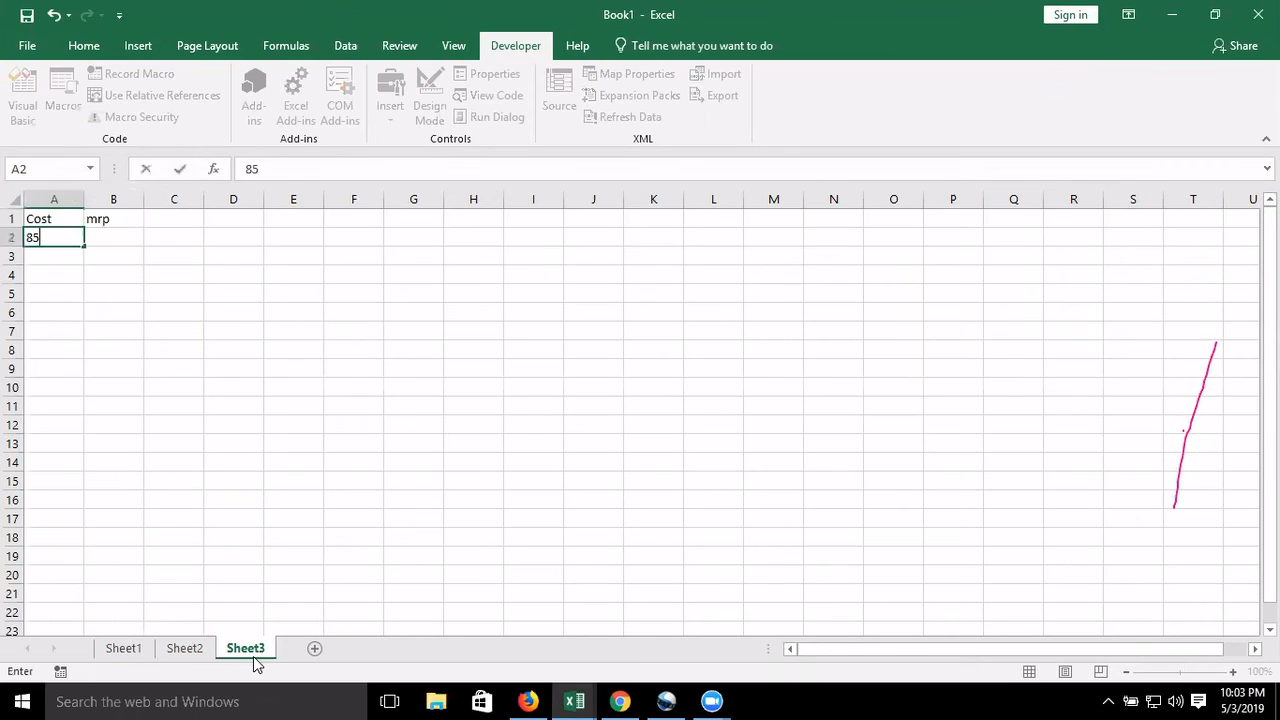 Book1 - Excel
Sign in
File Home Insert Page Layout Formulas Data Review View Developer Help Tell me what you want to do Share
Visual Basic
Macros
Record Macro
Use Relative References
Macro Security
Code
Add-ins
Excel Add-ins
COM Add-ins
Add-ins
Insert
Design Mode
Properties
View Code
Run Dialog
Controls
Source
Map Properties
Expansion Packs
Refresh Data
Import
Export
XML
A2 fx 85
A B C D E F G H I J K L M N O P Q R S T U
1 Cost mrp
2 85
3
4
5
6
7
8
9
10
11
12
13
14
15
16
17
18
19
20
21
22
23
Sheet1 Sheet2 Sheet3
Enter 100%
Search the web and Windows
10:03 PM
5/3/2019